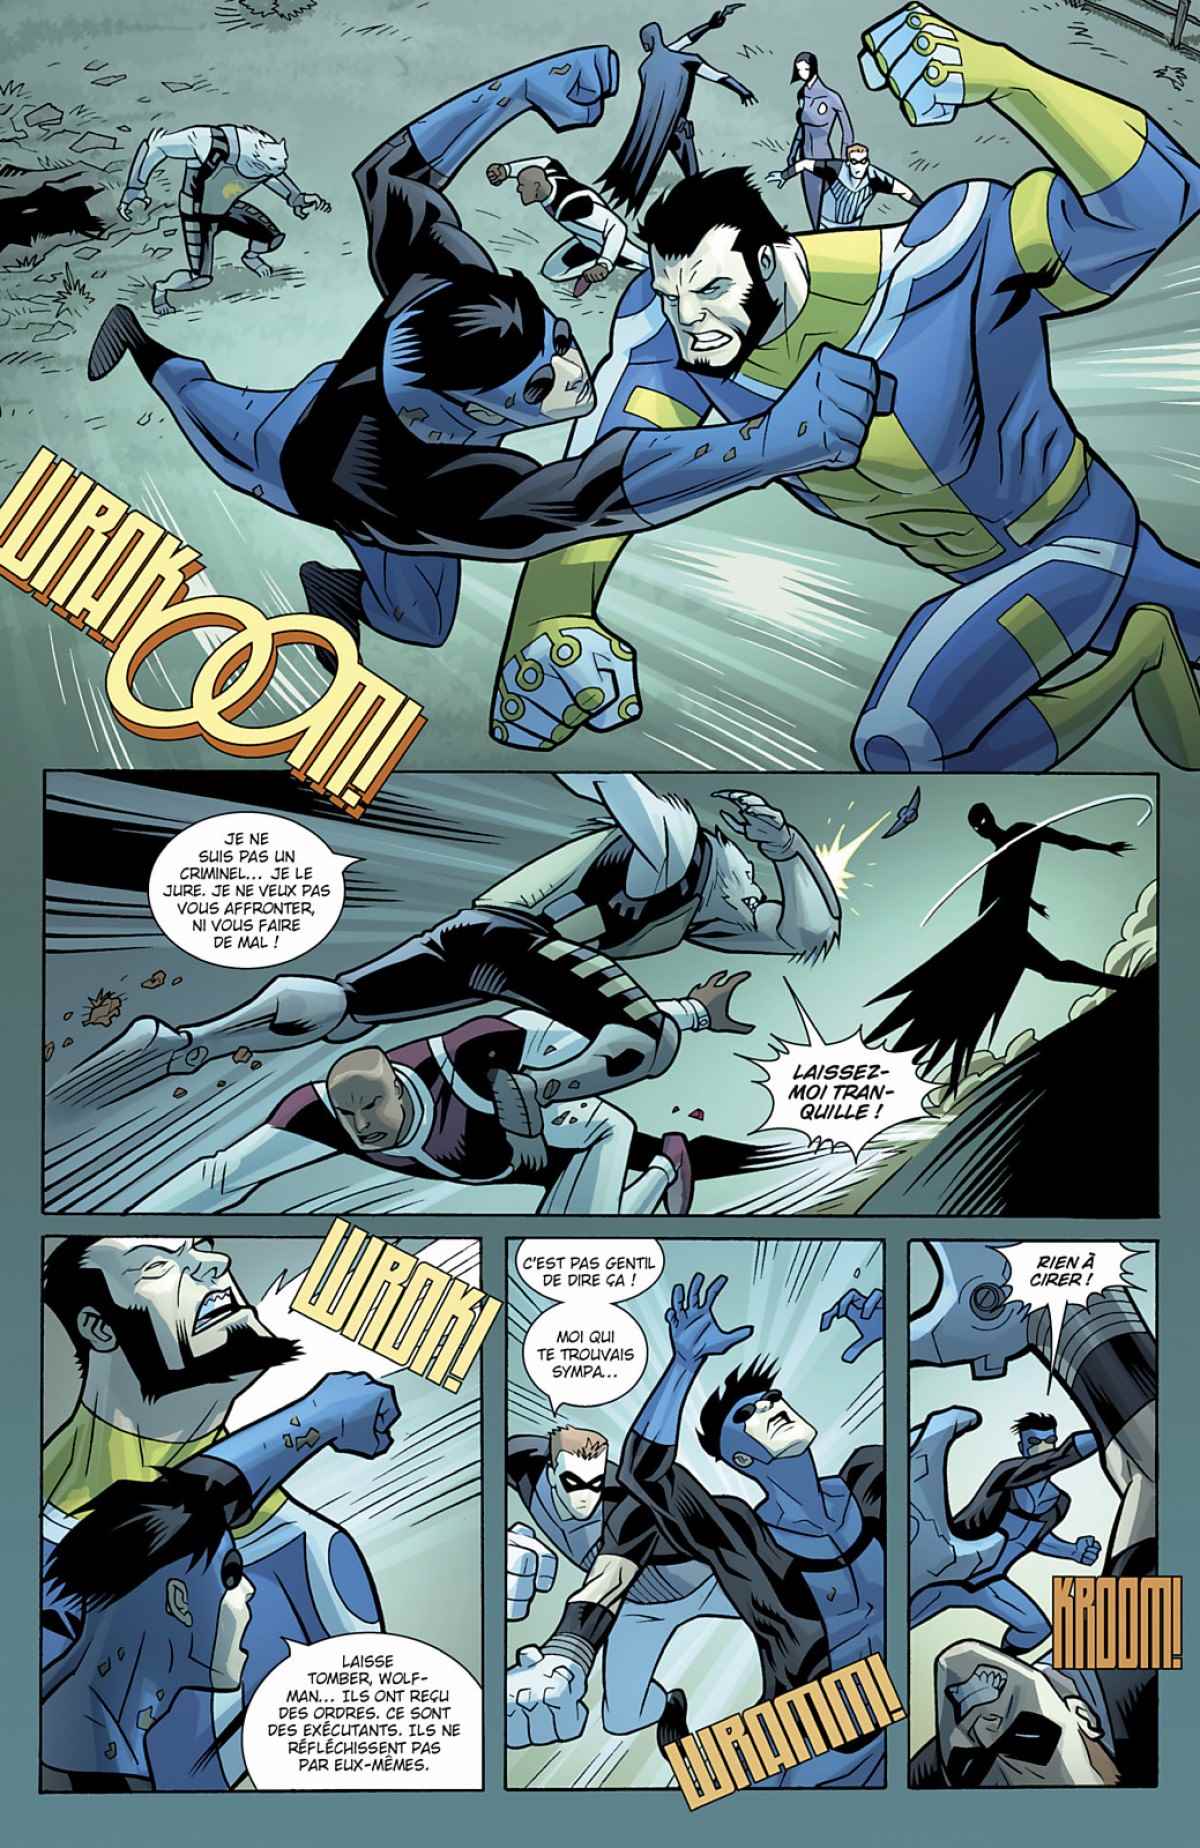 WROKOOOM!
JE NE
SUIS PAS UN
CRIMINEL... JE LE
JURE. JE NE VEUX PAS
VOUS AFFRONTER,
NI VOUS FAIRE
DE MAL !
LAISSEZ-
MOI TRAN-
QUILLE !
WROK!
LAISSE
TOMBER, WOLF-
MAN... ILS ONT REÇU
DES ORDRES. CE SONT
DES EXÉCUTANTS. ILS NE
RÉFLÉCHISSENT PAS
PAR EUX-MÊMES.
C'EST PAS GENTIL
DE DIRE ÇA !
MOI QUI
TE TROUVAIS
SYMPA...
WRAMM!
RIEN À
CIRER !
KROOM!